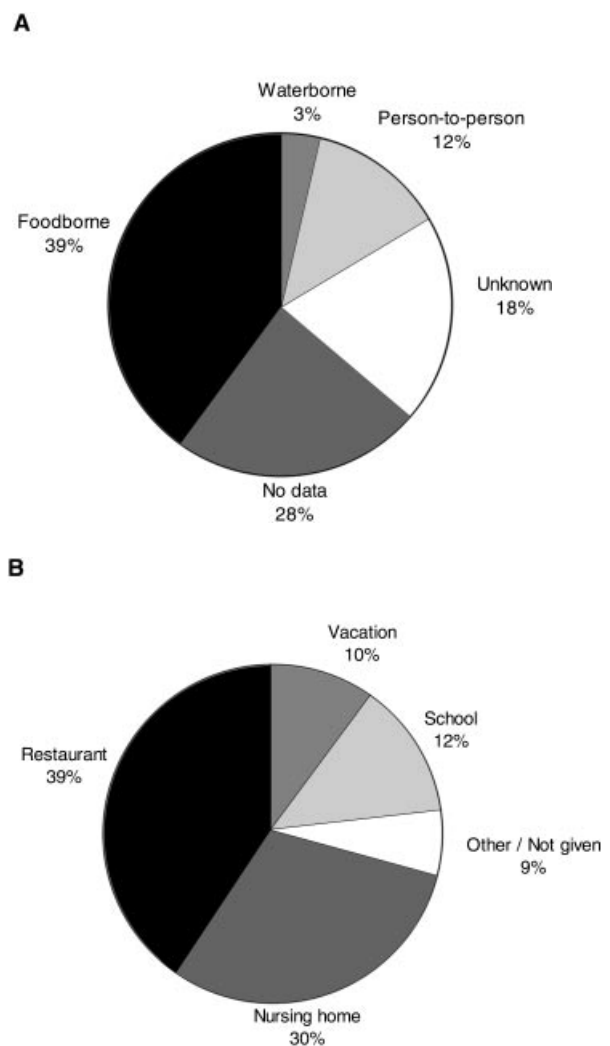 A
Waterborne
3%
Person-to-person
12%
Foodborne
39%
Unknown
18%
No data
28%
B
Vacation
10%
School
12%
Restaurant
39%
Other / Not given
9%
Nursing home
30%